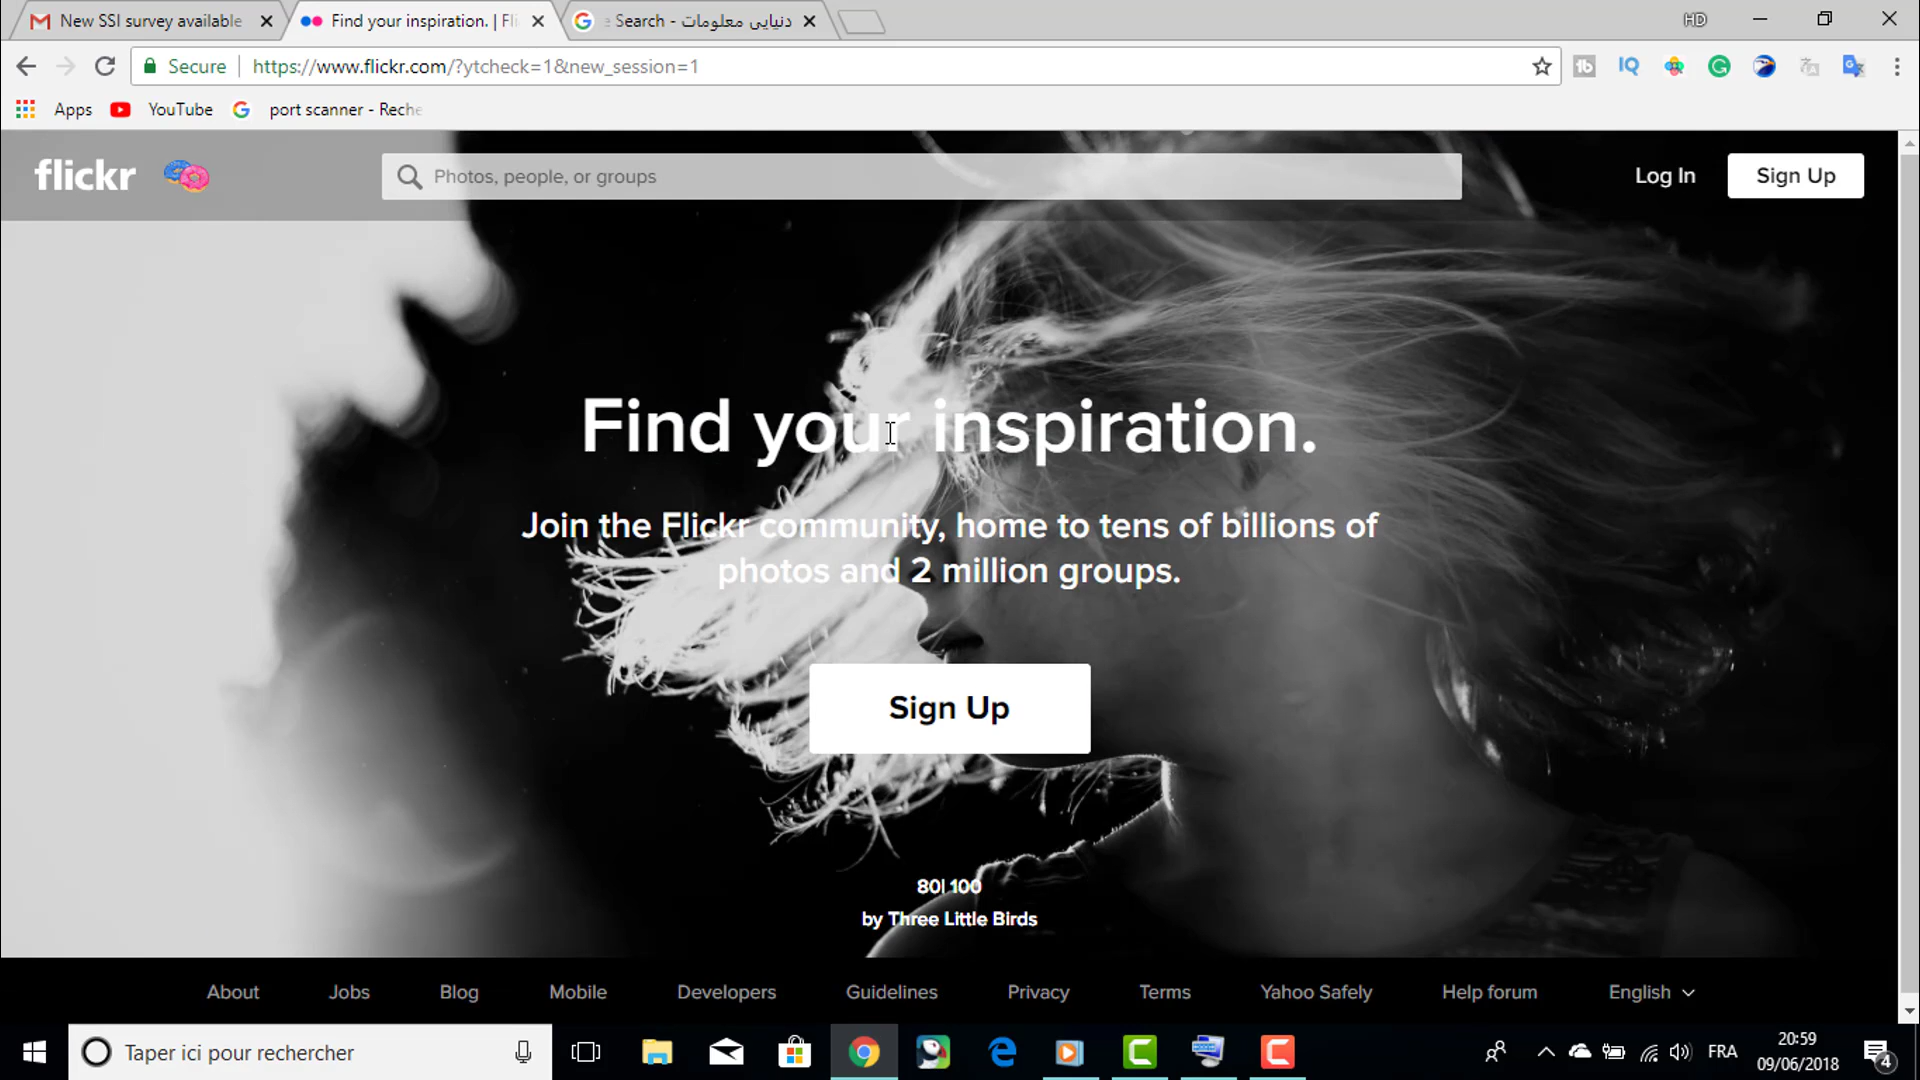 New SSI survey available
Find your inspiration. | Fli
e Search - دنیایی معلومات
HD
Secure
https://www.flickr.com/?ytcheck=1&new_session=1
IQ
Apps
YouTube
port scanner - Reche
flickr
Photos, people, or groups
Log In
Sign Up
Find your inspiration.
Join the Flickr community, home to tens of billions of
photos and 2 million groups.
Sign Up
80| 100
by Three Little Birds
About
Jobs
Blog
Mobile
Developers
Guidelines
Privacy
Terms
Yahoo Safely
Help forum
English
Taper ici pour rechercher
FRA
20:59
09/06/2018
4